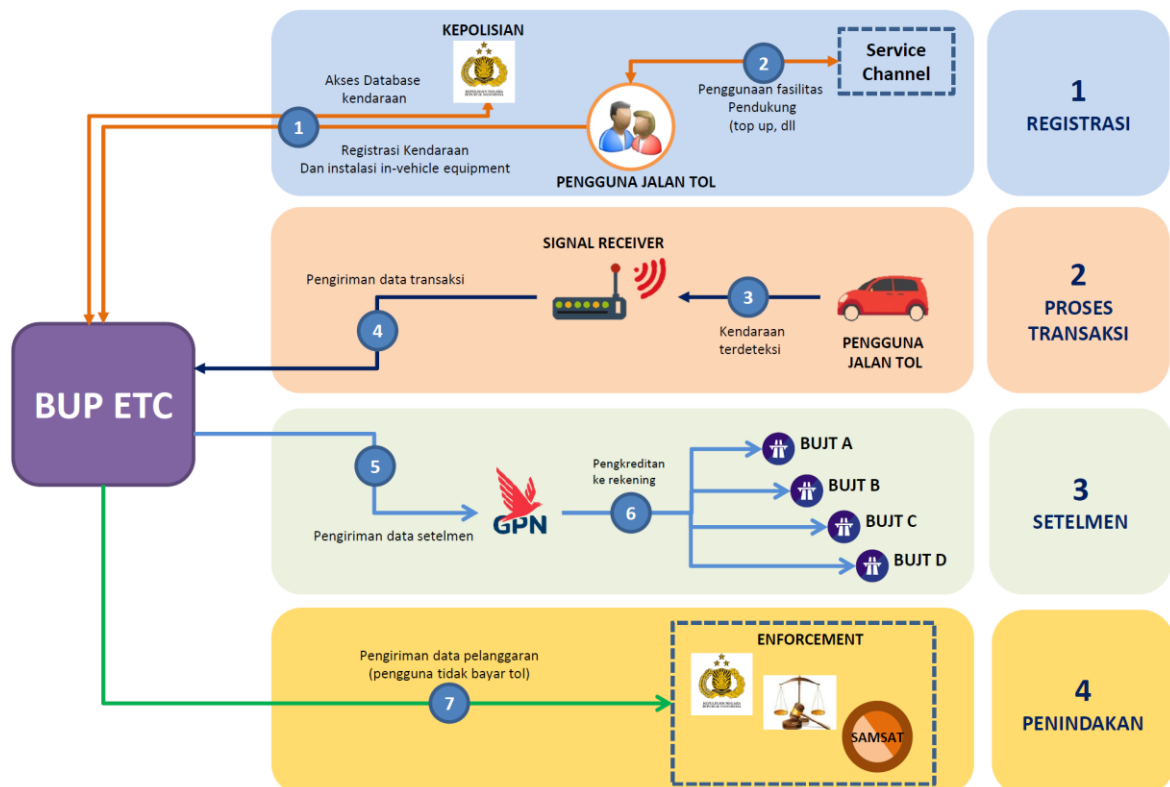 KEPOLISIAN
Akses Database
kendaraan
1
Registrasi Kendaraan
Dan instalasi in-vehicle equipment
PENGGUNA JALAN TOL
2
Penggunaan fasilitas
Pendukung
(top up, dll
Service
Channel
1
REGISTRASI
SIGNAL RECEIVER
Pengiriman data transaksi
4
3
Kendaraan
terdeteksi
PENGGUNA
JALAN TOL
2
PROSES
TRANSAKSI
BUP ETC
5
Pengiriman data setelmen
GPN
Pengkreditan
ke rekening
6
BUJT A
BUJT B
BUJT C
BUJT D
3
SETELMEN
Pengiriman data pelanggaran
(pengguna tidak bayar tol)
7
ENFORCEMENT
SAMSAT
4
PENINDAKAN